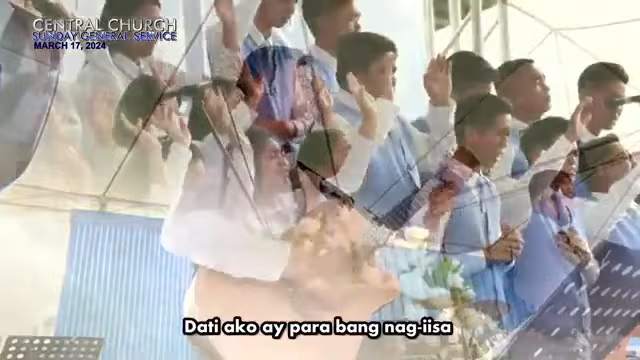 CENTRAL CHURCH
SUNDAY GENERAL SERVICE
MARCH 17, 2024
Dati ako ay para bang nag-iisa